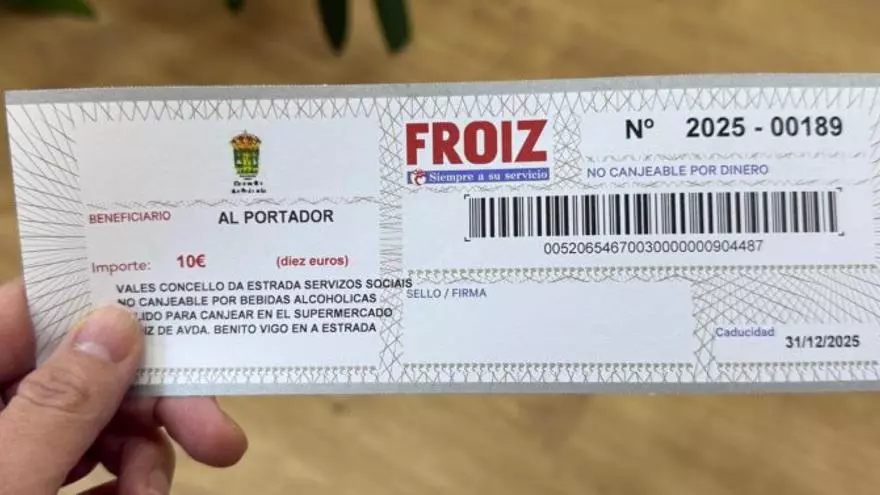 FROIZ
Siempre a su servicio
Nº 2025 - 00189
NO CANJEABLE POR DINERO
BENEFICIARIO AL PORTADOR
005206546700300000000904487
Importe: 10€ (diez euros)
VALES CONCELLO DA ESTRADA SERVIZOS SOCIAIS
NO CANJEABLE POR BEBIDAS ALCOHOLICAS
PARA CANJEAR EN EL SUPERMERCADO
DE AVDA. BENITO VIGO EN A ESTRADA
SELLO / FIRMA
Caducidad 31/12/2025